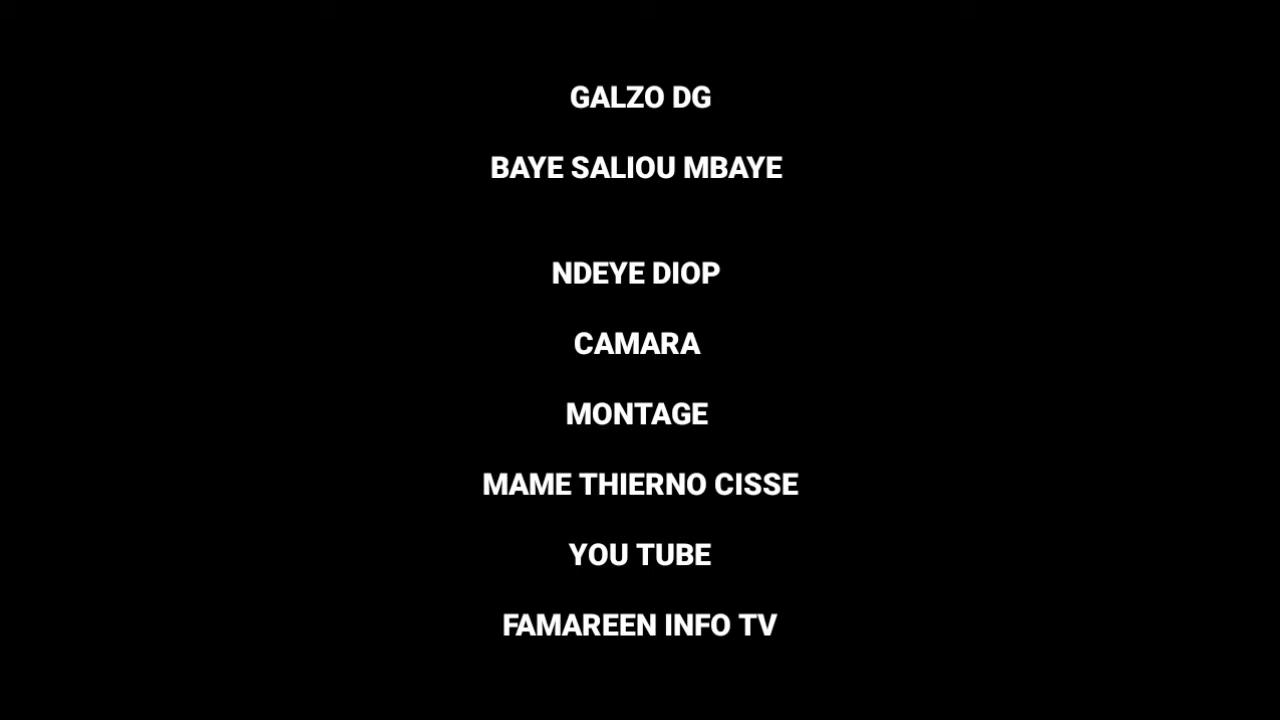 GALZO DG
BAYE SALIOU MBAYE
NDEYE DIOP
CAMARA
MONTAGE
MAME THIERNO CISSE
YOU TUBE
FAMAREEN INFO TV